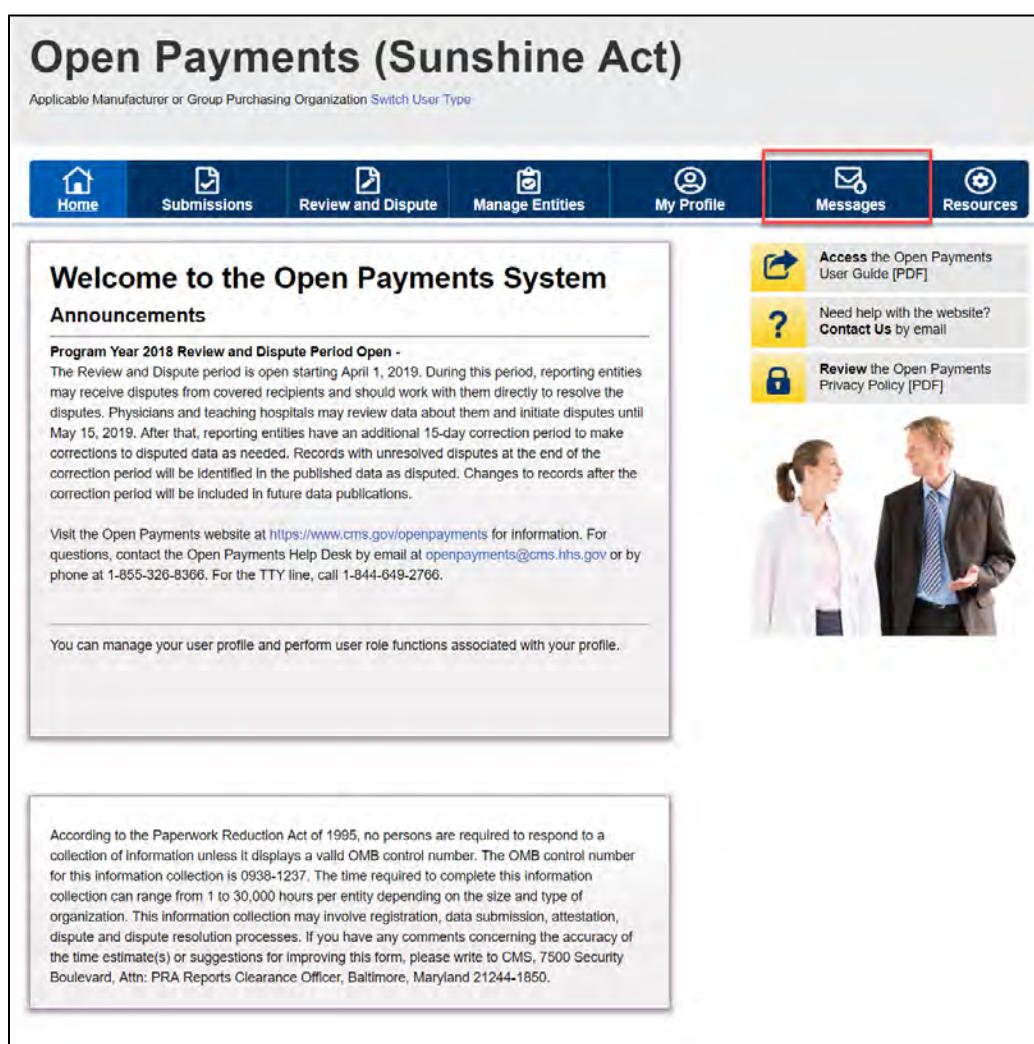 Open Payments (Sunshine Act)
Applicable Manufacturer or Group Purchasing Organization Switch User Type
Home
Submissions
Review and Dispute
Manage Entities
My Profile
Messages
Resources
Welcome to the Open Payments System
Announcements
Program Year 2018 Review and Dispute Period Open -
The Review and Dispute period is open starting April 1, 2019. During this period, reporting entities
may receive disputes from covered recipients and should work with them directly to resolve the
disputes. Physicians and teaching hospitals may review data about them and initiate disputes until
May 15, 2019. After that, reporting entities have an additional 15-day correction period to make
corrections to disputed data as needed. Records with unresolved disputes at the end of the
correction period will be identified in the published data as disputed. Changes to records after the
correction period will be included in future data publications.
Visit the Open Payments website at https://www.cms.gov/openpayments for information. For
questions, contact the Open Payments Help Desk by email at openpayments@cms.hhs.gov or by
phone at 1-855-326-8366. For the TTY line, call 1-844-649-2766.
You can manage your user profile and perform user role functions associated with your profile.
Access the Open Payments
User Guide [PDF]
?
Need help with the website?
Contact Us by email
Review the Open Payments
Privacy Policy [PDF]
According to the Paperwork Reduction Act of 1995, no persons are required to respond to a
collection of information unless it displays a valid OMB control number. The OMB control number
for this information collection is 0938-1237. The time required to complete this information
collection can range from 1 to 30,000 hours per entity depending on the size and type of
organization. This information collection may involve registration, data submission, attestation,
dispute and dispute resolution processes. If you have any comments concerning the accuracy of
the time estimate(s) or suggestions for improving this form, please write to CMS, 7500 Security
Boulevard, Attn: PRA Reports Clearance Officer, Baltimore, Maryland 21244-1850.